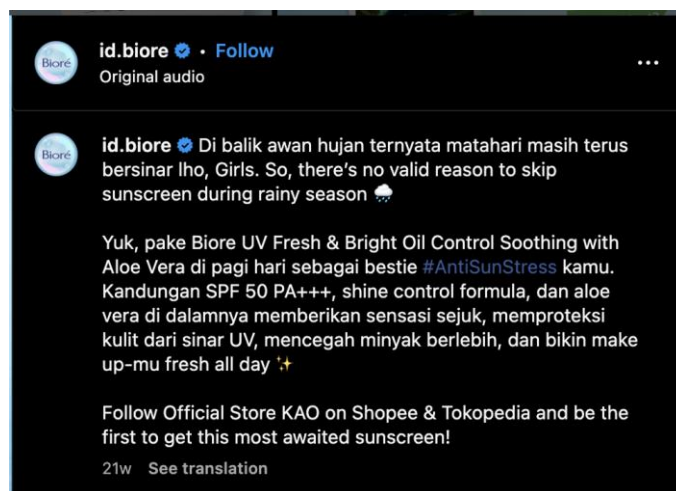 Bioré
id.biore • Follow
Original audio
...
Bioré
id.biore Di balik awan hujan ternyata matahari masih terus
bersinar lho, Girls. So, there's no valid reason to skip
sunscreen during rainy season 🌧️
Yuk, pake Biore UV Fresh & Bright Oil Control Soothing with
Aloe Vera di pagi hari sebagai bestie #AntiSunStress kamu.
Kandungan SPF 50 PA+++, shine control formula, dan aloe
vera di dalamnya memberikan sensasi sejuk, memproteksi
kulit dari sinar UV, mencegah minyak berlebih, dan bikin make
up-mu fresh all day ✨
Follow Official Store KAO on Shopee & Tokopedia and be the
first to get this most awaited sunscreen!
21w See translation